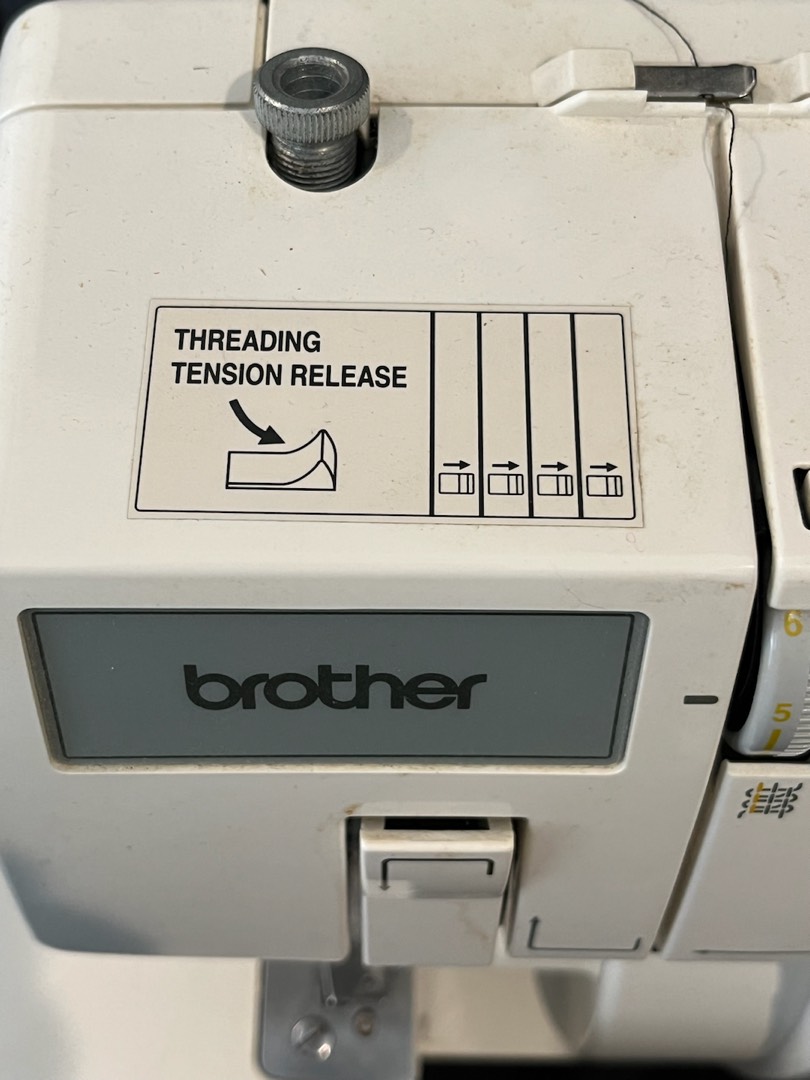 THREADING
TENSION RELEASE
brother
6
5